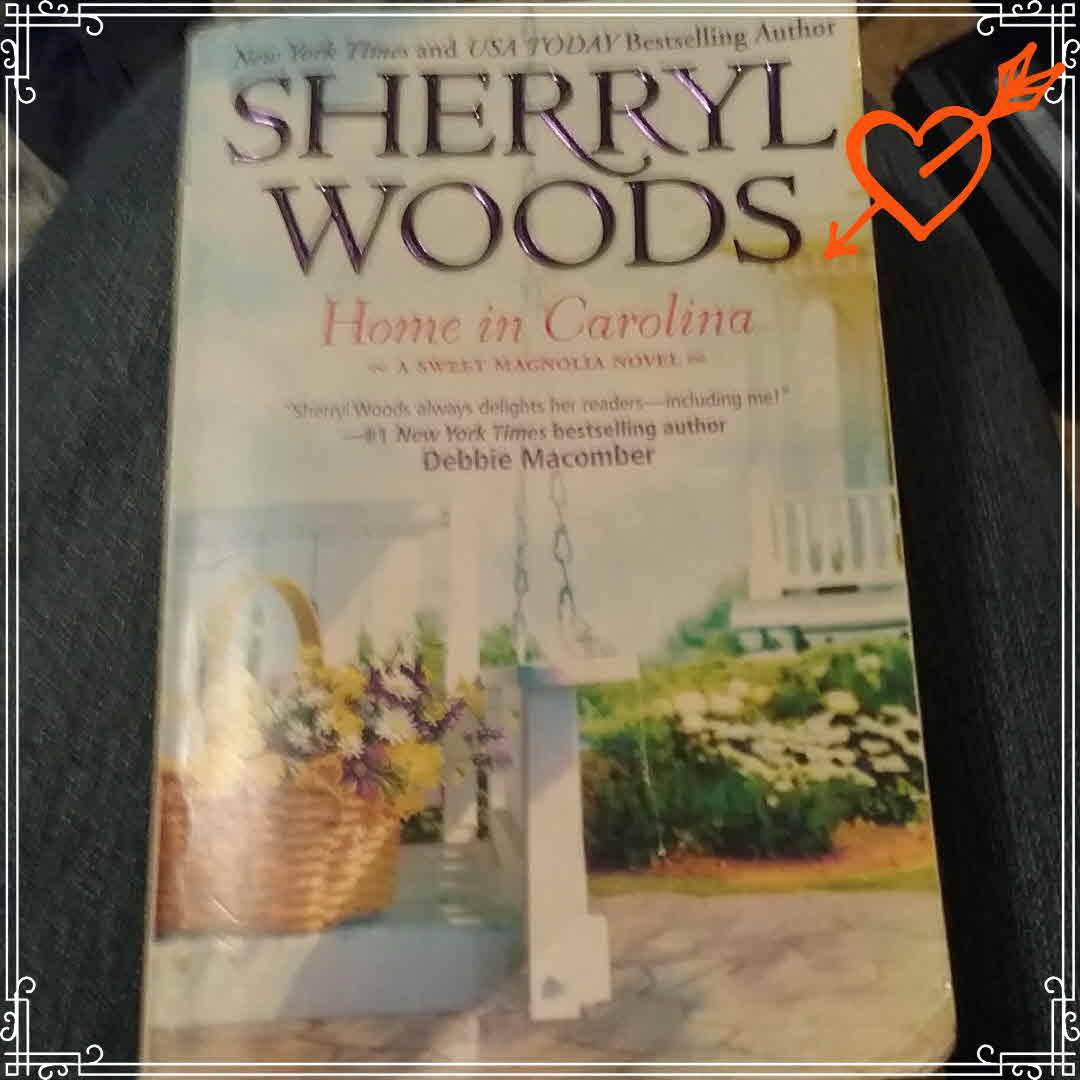 New York Times and USA TODAY Bestselling Author
SHERRYL
WOODS
Home in Carolina
A SWEET MAGNOLIA NOVEL
"Sherryl Woods always delights her readers—including me!"
—#1 New York Times bestselling author
Debbie Macomber